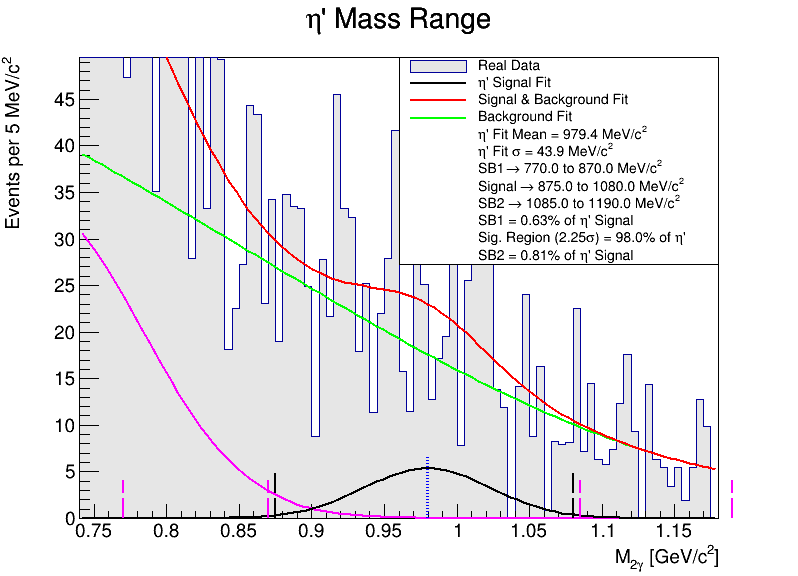 η' Mass Range
Events per 5 MeV/c²
45
40
35
30
25
20
15
10
5
0
Real Data
η' Signal Fit
Signal & Background Fit
Background Fit
η' Fit Mean = 979.4 MeV/c²
η' Fit σ = 43.9 MeV/c²
SB1 → 770.0 to 870.0 MeV/c²
Signal → 875.0 to 1080.0 MeV/c²
SB2 → 1085.0 to 1190.0 MeV/c²
SB1 = 0.63% of η' Signal
Sig. Region (2.25σ) = 98.0% of η'
SB2 = 0.81% of η' Signal
0.75 0.8 0.85 0.9 0.95 1 1.05 1.1 1.15
M₂γ [GeV/c²]